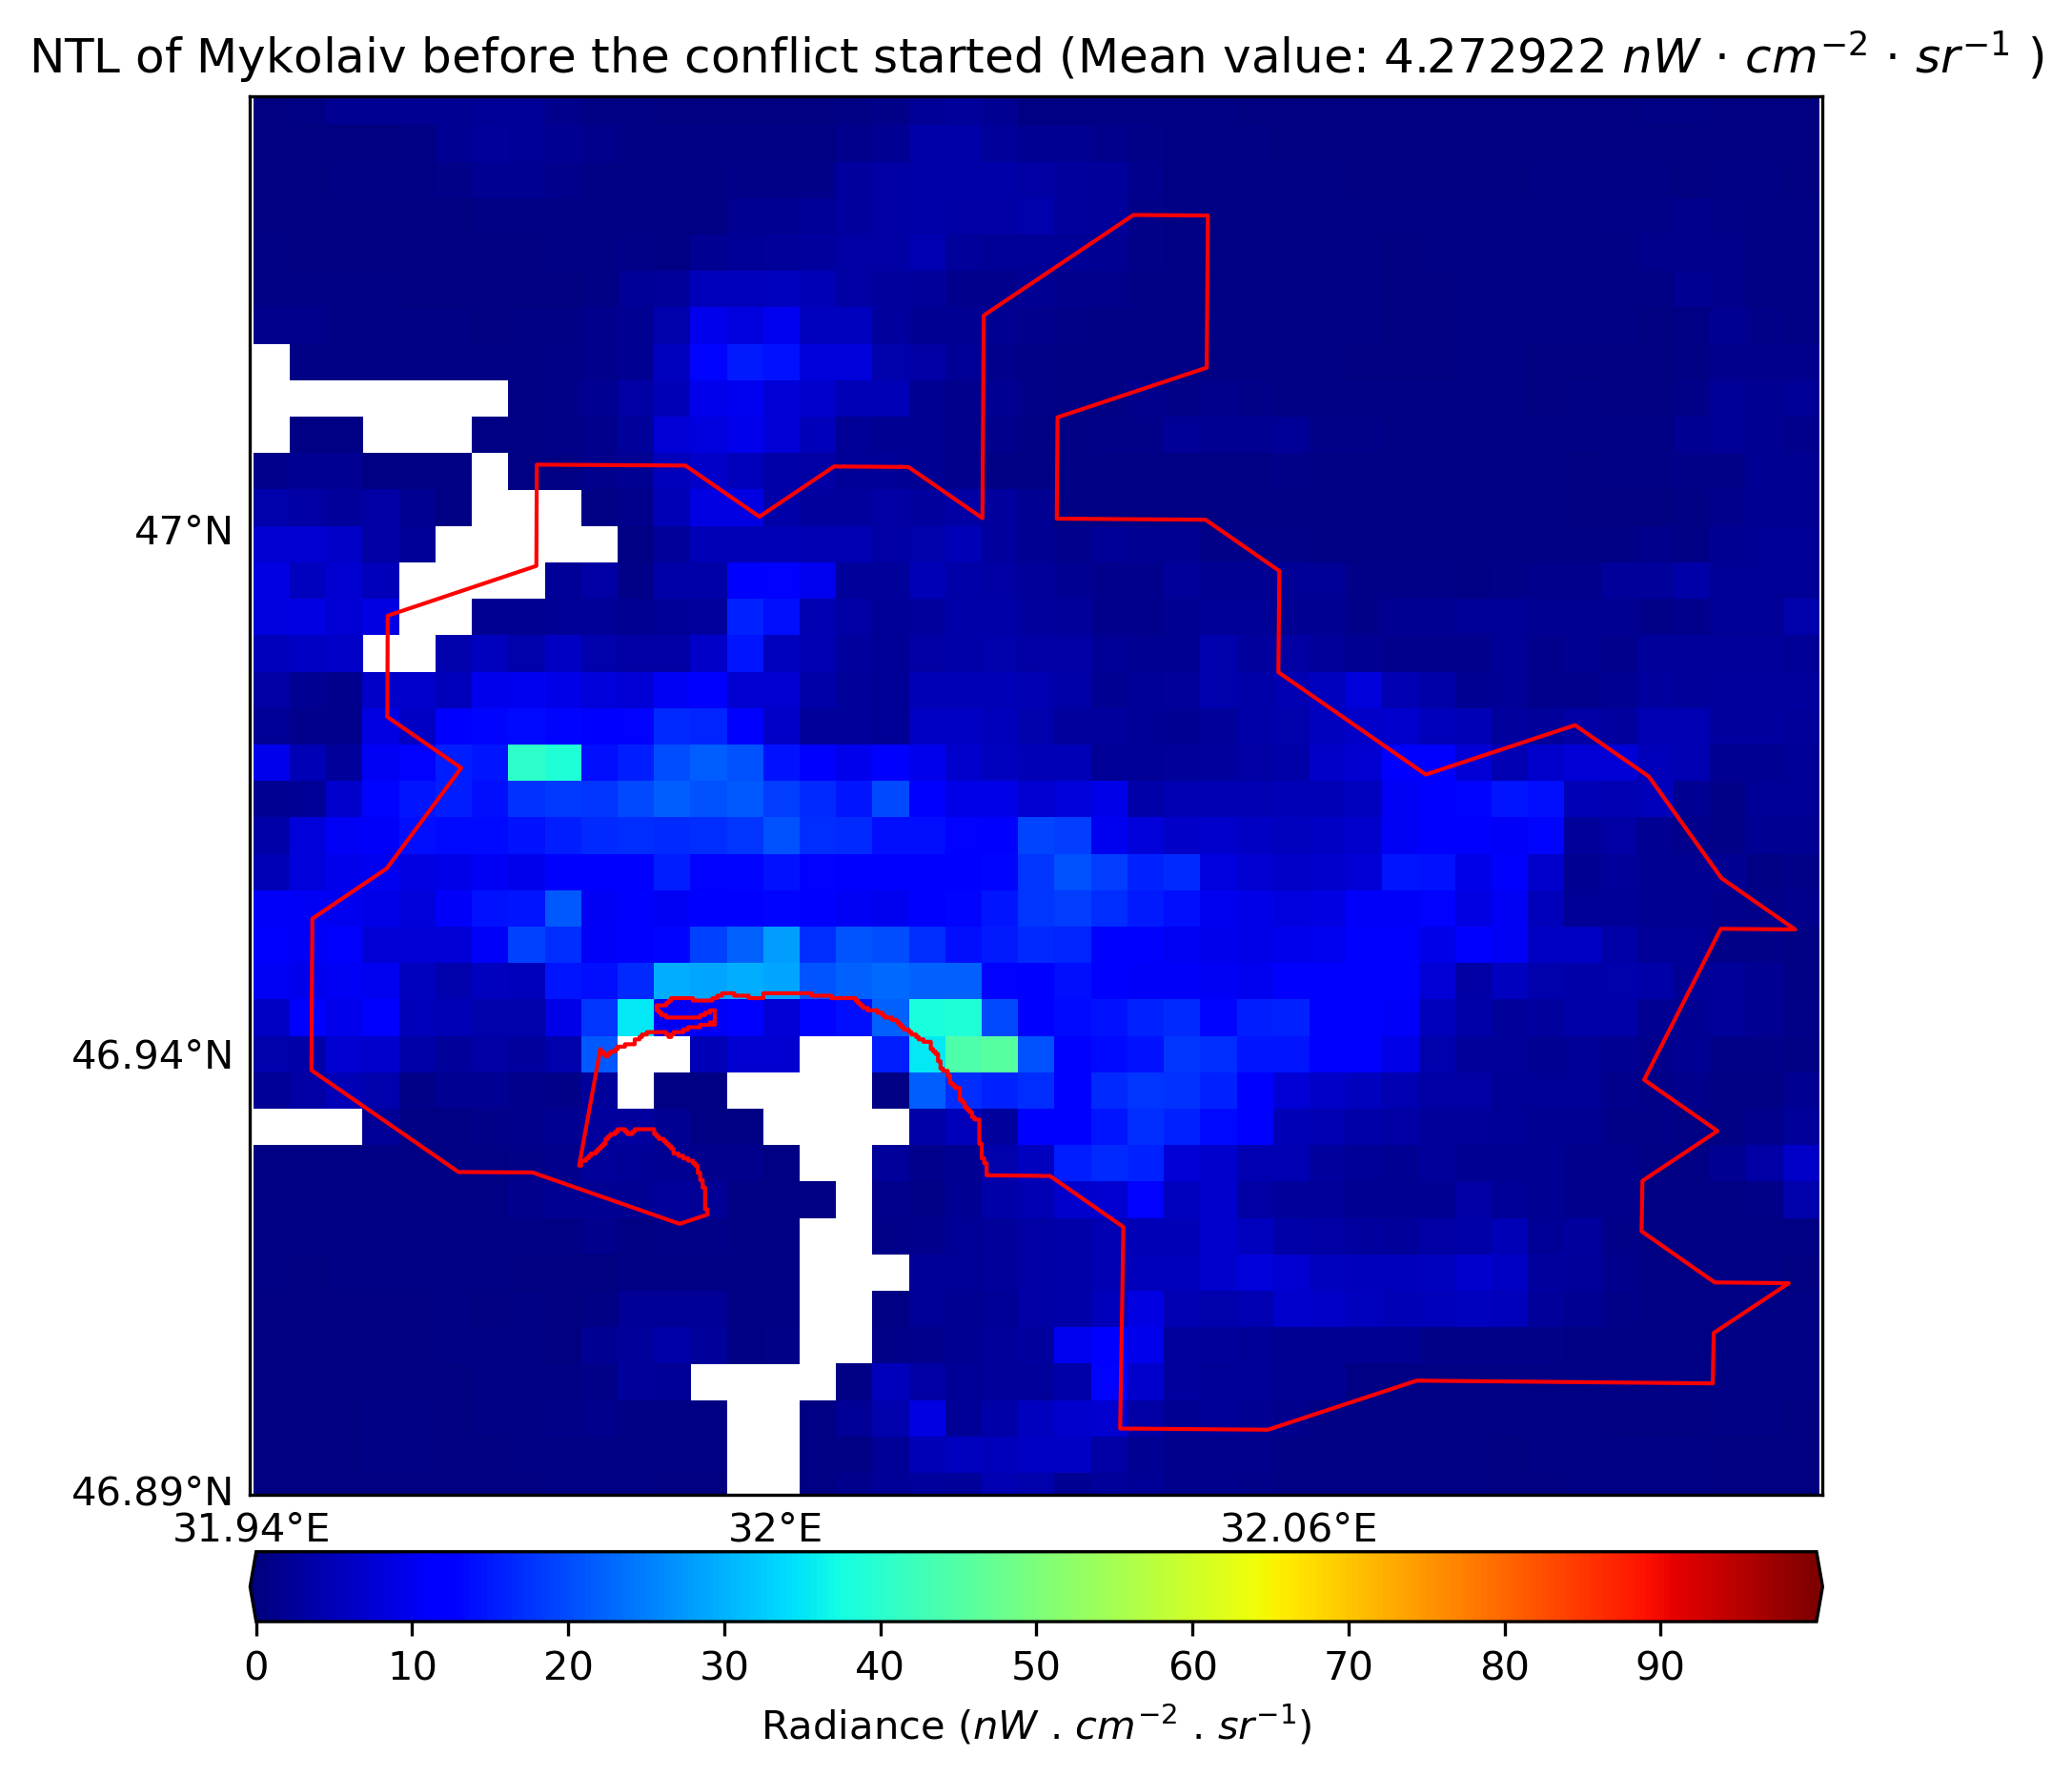 NTL of Mykolaiv before the conflict started (Mean value: 4.272922 nW · cm⁻² · sr⁻¹ )
47°N
46.94°N
46.89°N
31.94°E 32°E 32.06°E
0 10 20 30 40 50 60 70 80 90
Radiance (nW . cm⁻² . sr⁻¹)